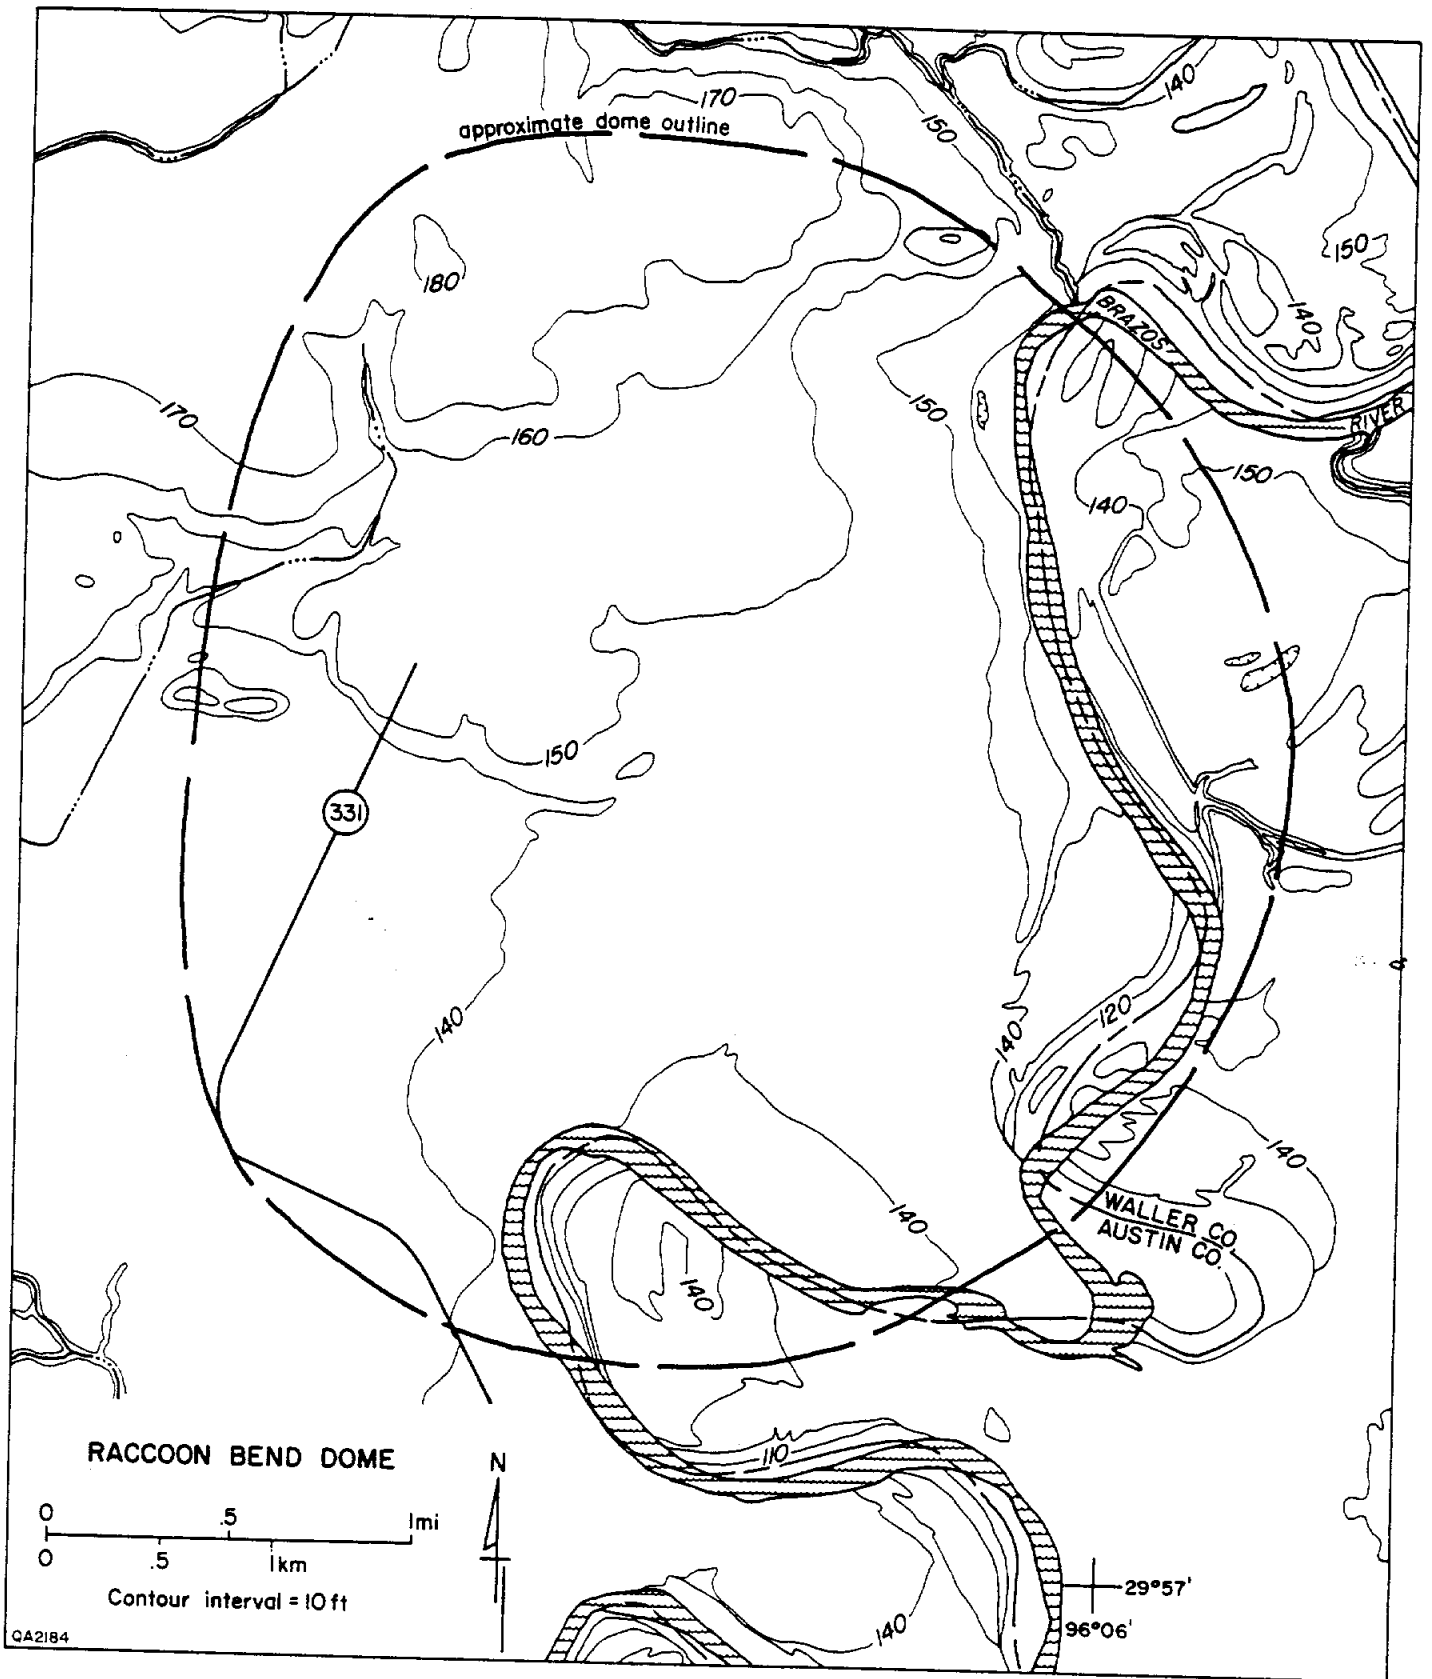 170
140
approximate dome outline
150
180
150
BRAZOS
140
170
150
RIVER
160
150
140
150
331
140
120
140
140
140
WALLER CO.
AUSTIN CO.
140
110
RACCOON BEND DOME
N
0 .5 1mi
0 .5 1km
Contour interval = 10 ft
29°57'
96°06'
140
QA2184